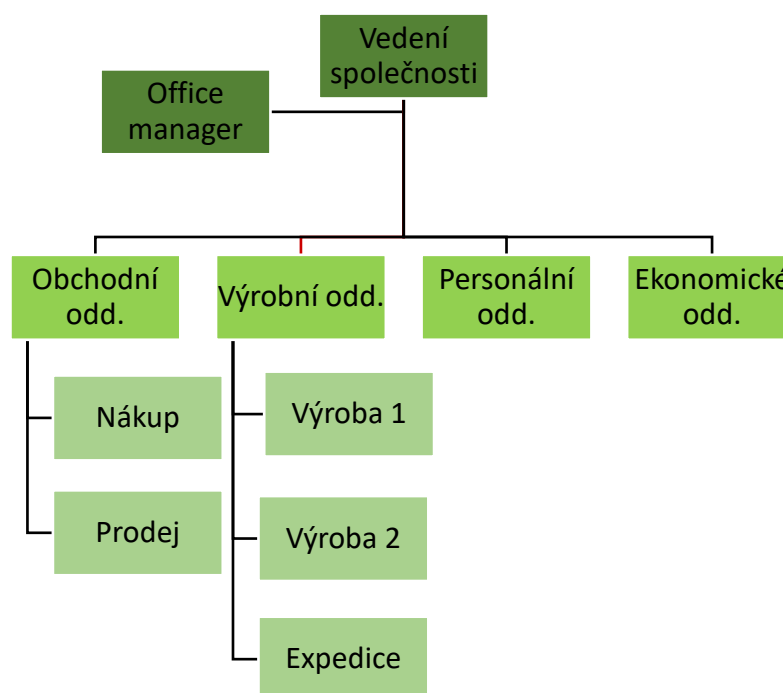 Vedení
společnosti
Office
manager
Obchodní
odd.
Výrobní odd.
Personální
odd.
Ekonomické
odd.
Nákup
Prodej
Výroba 1
Výroba 2
Expedice